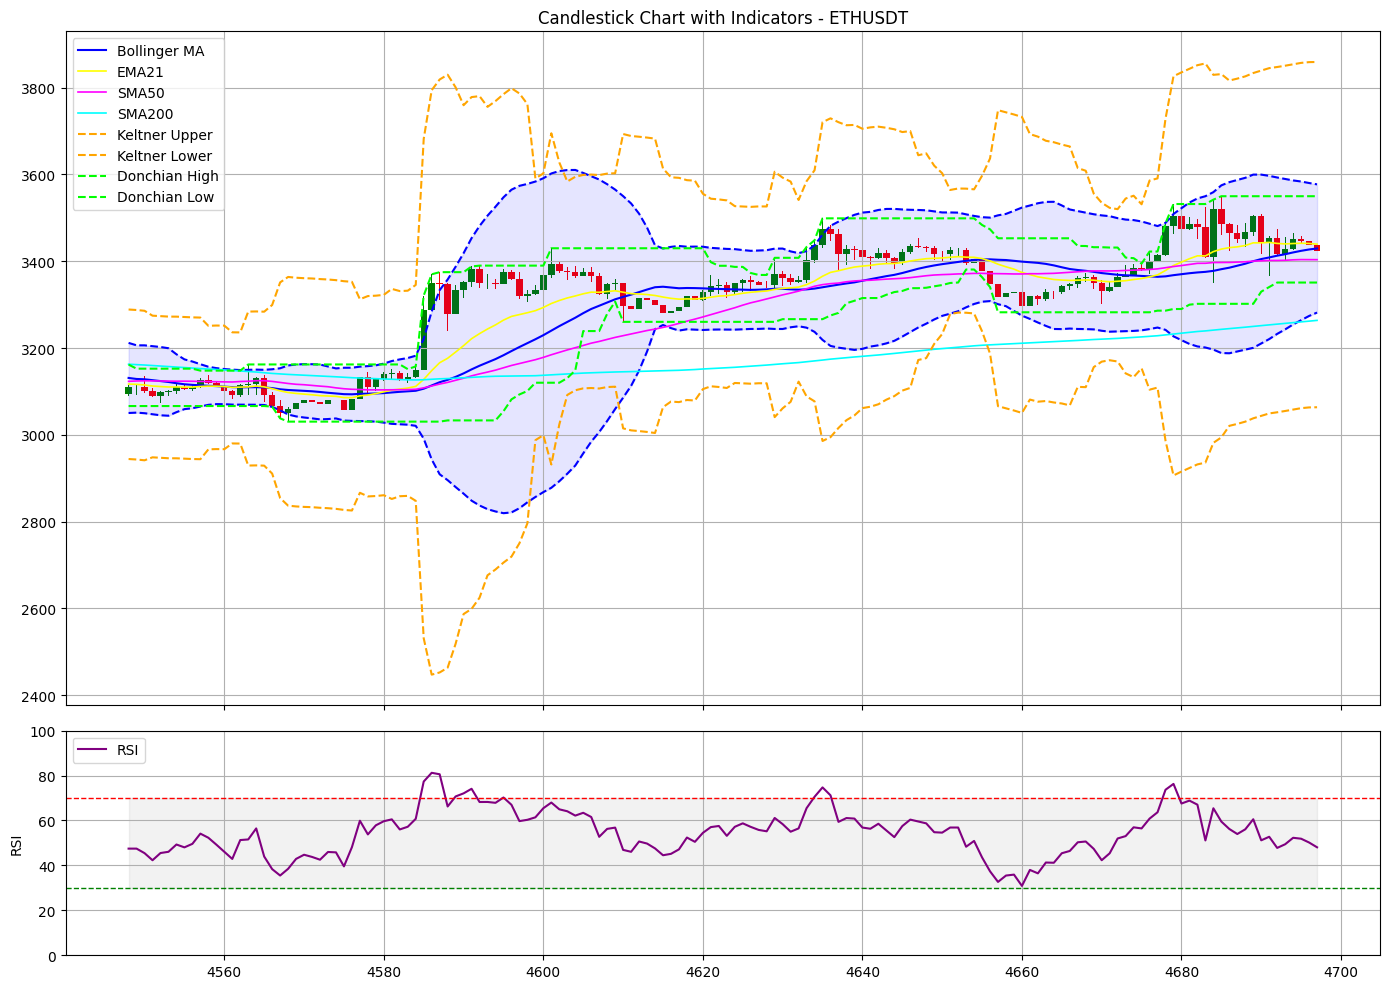 Candlestick Chart with Indicators - ETHUSDT
Bollinger MA
EMA21
SMA50
SMA200
Keltner Upper
Keltner Lower
Donchian High
Donchian Low
3800
3600
3400
3200
3000
2800
2600
2400
RSI
100
80
60
40
20
0
RSI
4560
4580
4600
4620
4640
4660
4680
4700